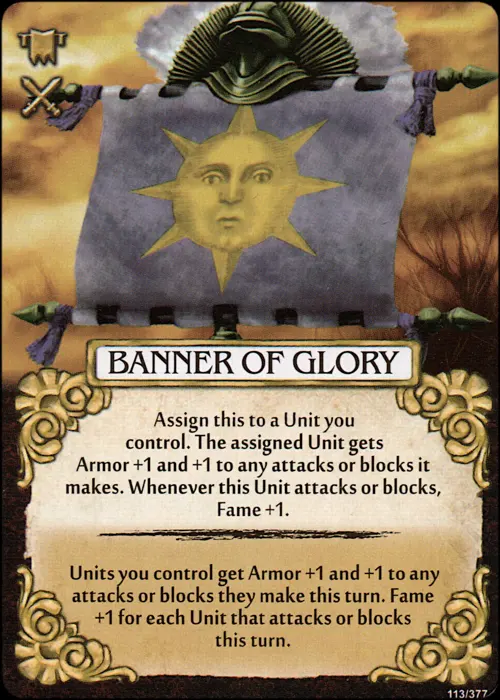 BANNER OF GLORY
Assign this to a Unit you
control. The assigned Unit gets
Armor +1 and +1 to any attacks or blocks it
makes. Whenever this Unit attacks or blocks,
Fame +1.
Units you control get Armor +1 and +1 to any
attacks or blocks they make this turn. Fame
+1 for each Unit that attacks or blocks
this turn.
113/377